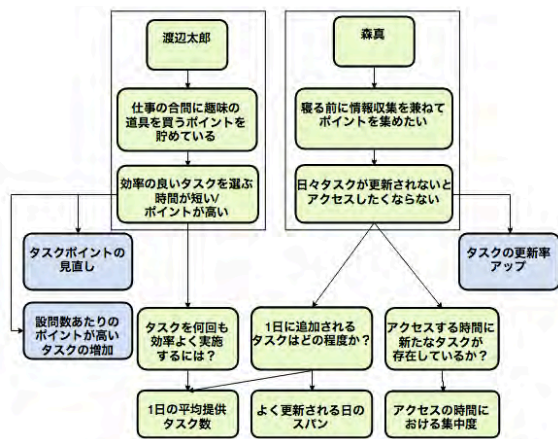 渡辺太郎
森真
仕事の合間に趣味の
道具を買うポイントを
貯めている
寝る前に情報収集を兼ねて
ポイントを集めたい
効率の良いタスクを選ぶ
時間が短い/
ポイントが高い
日々タスクが更新されないと
アクセスしたくならない
タスクポイントの
見直し
タスクの更新率
アップ
設問数あたりの
ポイントが高い
タスクの増加
タスクを何回も
効率よく実施
するには？
1日に追加される
タスクはどの程度か？
アクセスする時間に
新たなタスクが
存在しているか？
1日の平均提供
タスク数
よく更新される日の
スパン
アクセスの時間に
おける集中度